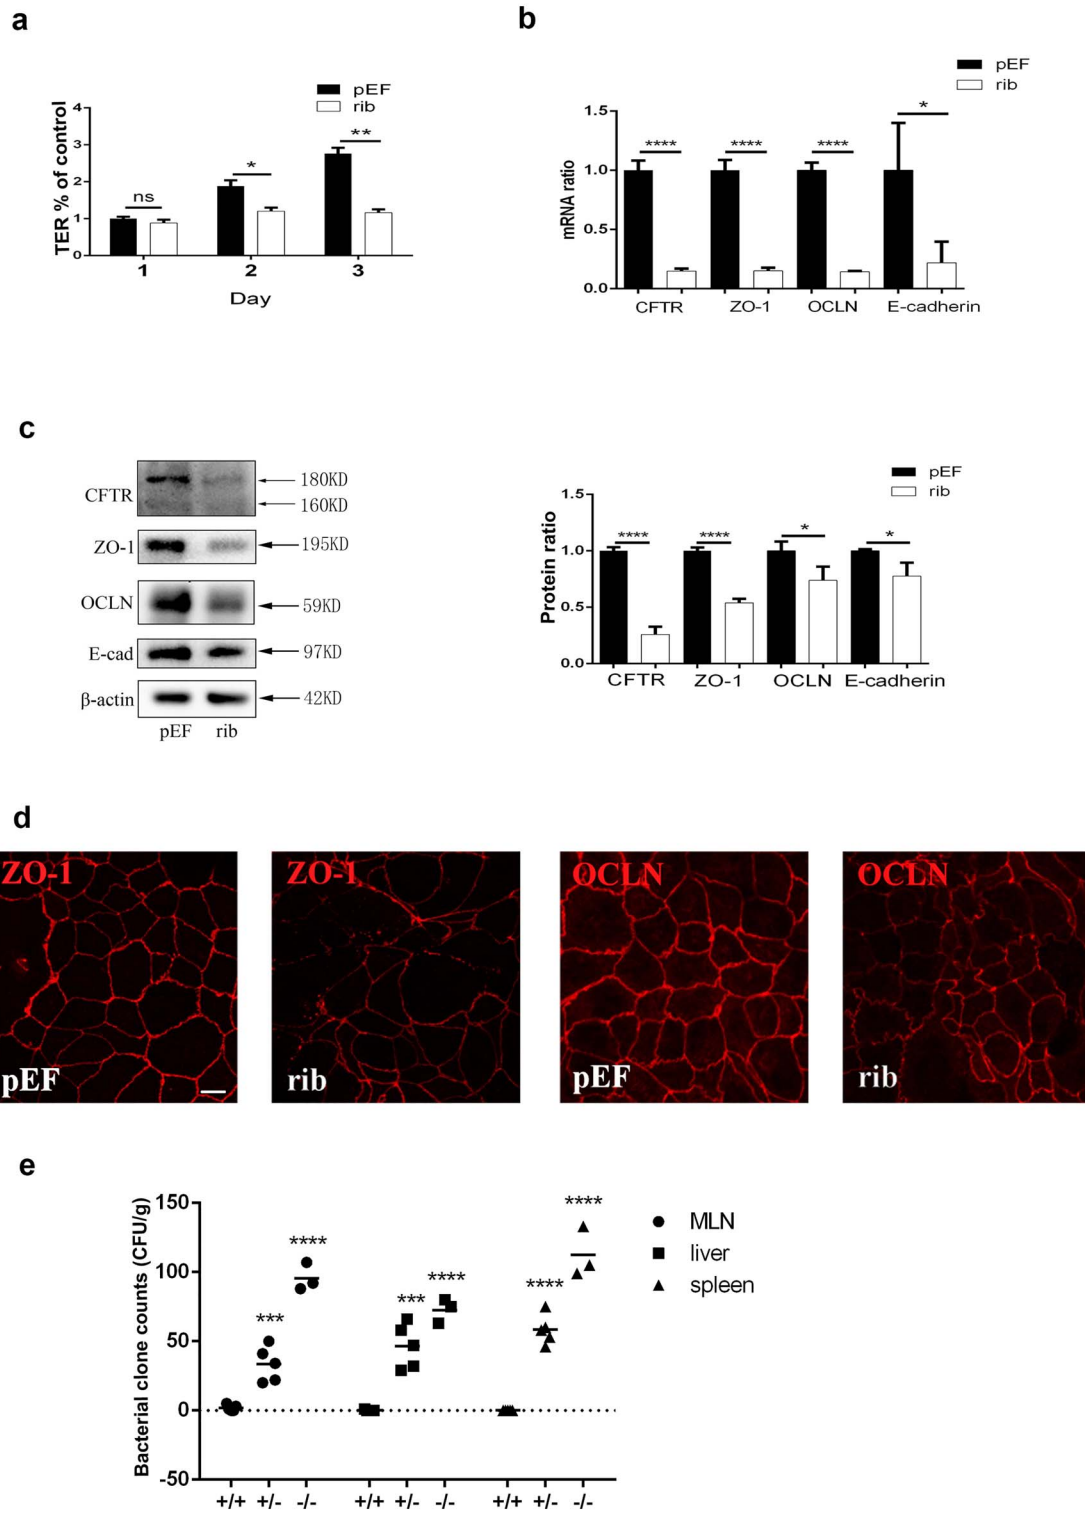 a
pEF
rib
TER % of control
4
3
2
1
0
ns
*
**
1 2 3
Day
b
pEF
rib
mRNA ratio
1.5
1.0
0.5
0.0
**** **** **** *
CFTR ZO-1 OCLN E-cadherin
c
CFTR
180KD
160KD
ZO-1
195KD
OCLN
59KD
E-cad
97KD
β-actin
42KD
pEF rib
pEF
rib
Protein ratio
1.5
1.0
0.5
0.0
**** **** * *
CFTR ZO-1 OCLN E-cadherin
d
ZO-1
pEF
ZO-1
rib
OCLN
pEF
OCLN
rib
e
Bacterial clone counts (CFU/g)
150
100
50
0
-50
*** **** *** **** **** ****
MLN
liver
spleen
+/+ +/- -/- +/+ +/- -/- +/+ +/- -/-